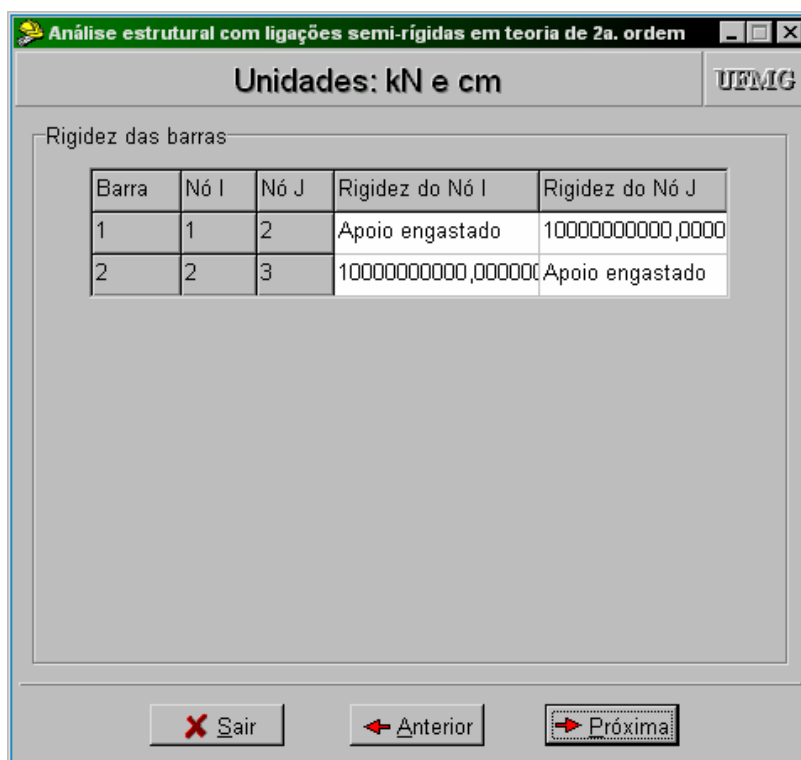 Análise estrutural com ligações semi-rígidas em teoria de 2a. ordem
Unidades: kN e cm UFMG
Rigidez das barras
Barra Nó I Nó J Rigidez do Nó I Rigidez do Nó J
1 1 2 Apoio engastado 10000000000,0000
2 2 3 10000000000,000000 Apoio engastado
Sair Anterior Próxima